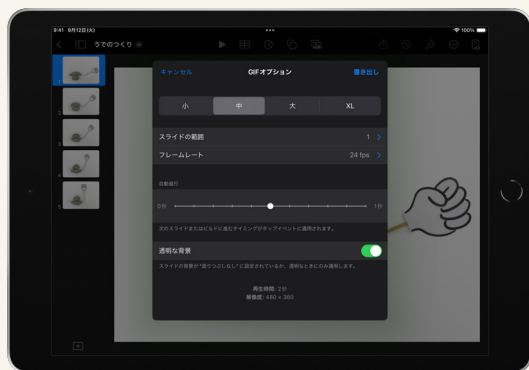 9:41 9月12日(火)
100%
うでのつくり
キャンセル
GIFオプション
書き出し
小
中
大
XL
スライドの範囲
1
フレームレート
24 fps
自動進行
0秒
1秒
次のスライドまたはビルドに進むタイミングがタップイベントに適用されます。
透明な背景
スライドの背景が"塗りつぶしなし"に設定されているか、透明なときにのみ適用します。
再生時間: 2秒
解像度: 480 × 360
1
2
3
4
5